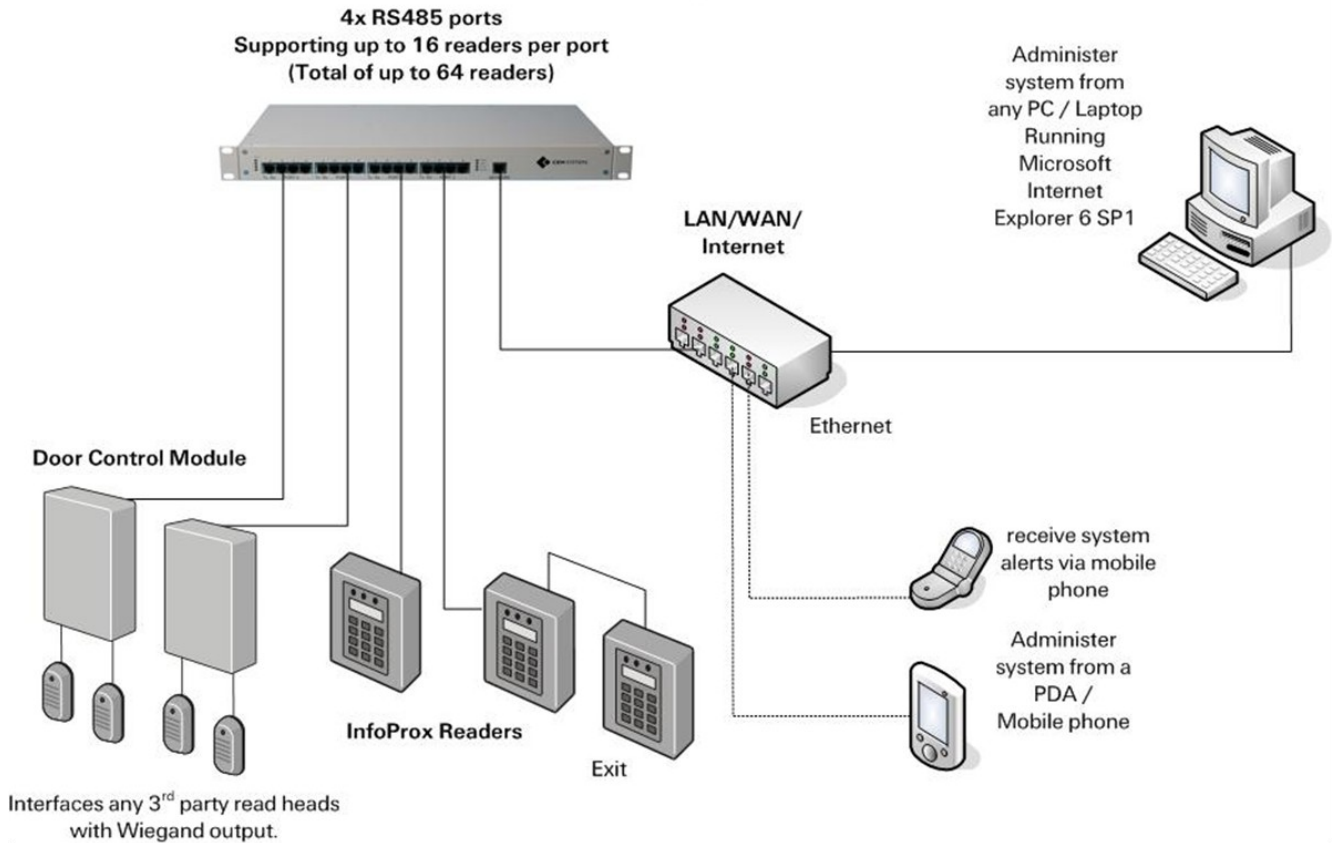 4x RS485 ports
Supporting up to 16 readers per port
(Total of up to 64 readers)
Administer
system from
any PC / Laptop
Running
Microsoft
Internet
Explorer 6 SP1
LAN/WAN/
Internet
Ethernet
Door Control Module
receive system
alerts via mobile
phone
Administer
system from a
PDA /
Mobile phone
InfoProx Readers
Exit
Interfaces any 3rd party read heads
with Wiegand output.